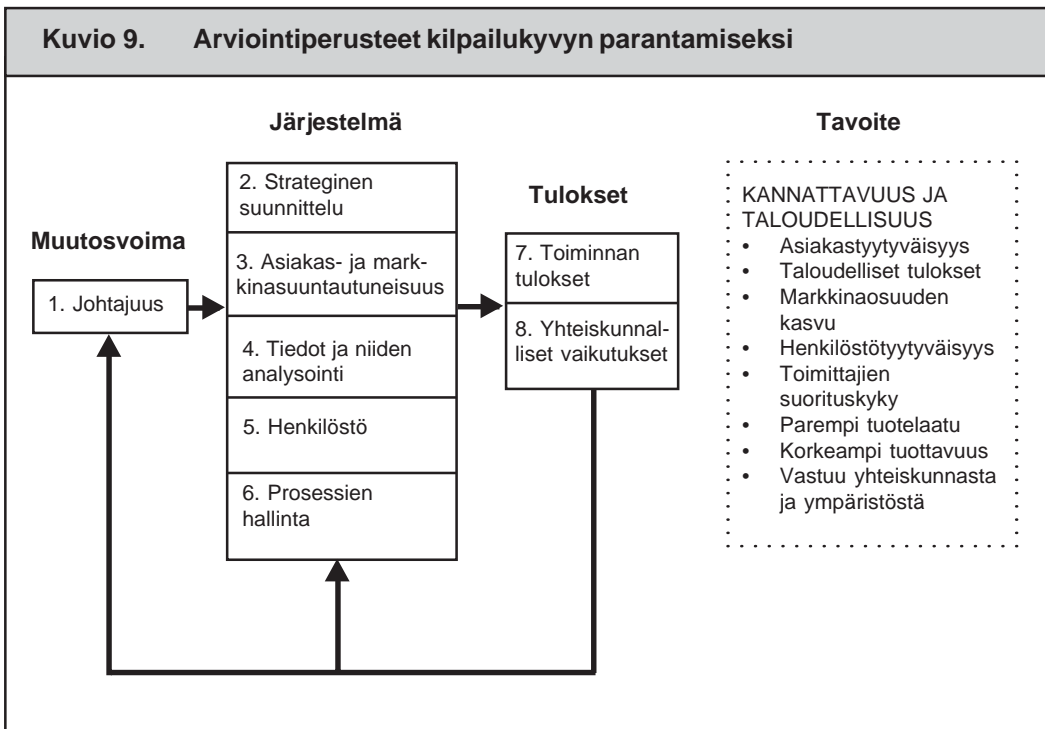 Kuvio 9. Arviointiperusteet kilpailukyvyn parantamiseksi
Muutosvoima
1. Johtajuus
Järjestelmä
2. Strateginen
suunnittelu
3. Asiakas- ja mark-
kinasuuntautuneisuus
4. Tiedot ja niiden
analysointi
5. Henkilöstö
6. Prosessien
hallinta
Tulokset
7. Toiminnan
tulokset
8. Yhteiskunnal-
liset vaikutukset
Tavoite
KANNATTAVUUS JA
TALOUDELLISUUS
• Asiakastyytyväisyys
• Taloudelliset tulokset
• Markkinaosuuden
kasvu
• Henkilöstötyytyväisyys
• Toimittajien
suorituskyky
• Parempi tuotelaatu
• Korkeampi tuottavuus
• Vastuu yhteiskunnasta
ja ympäristöstä